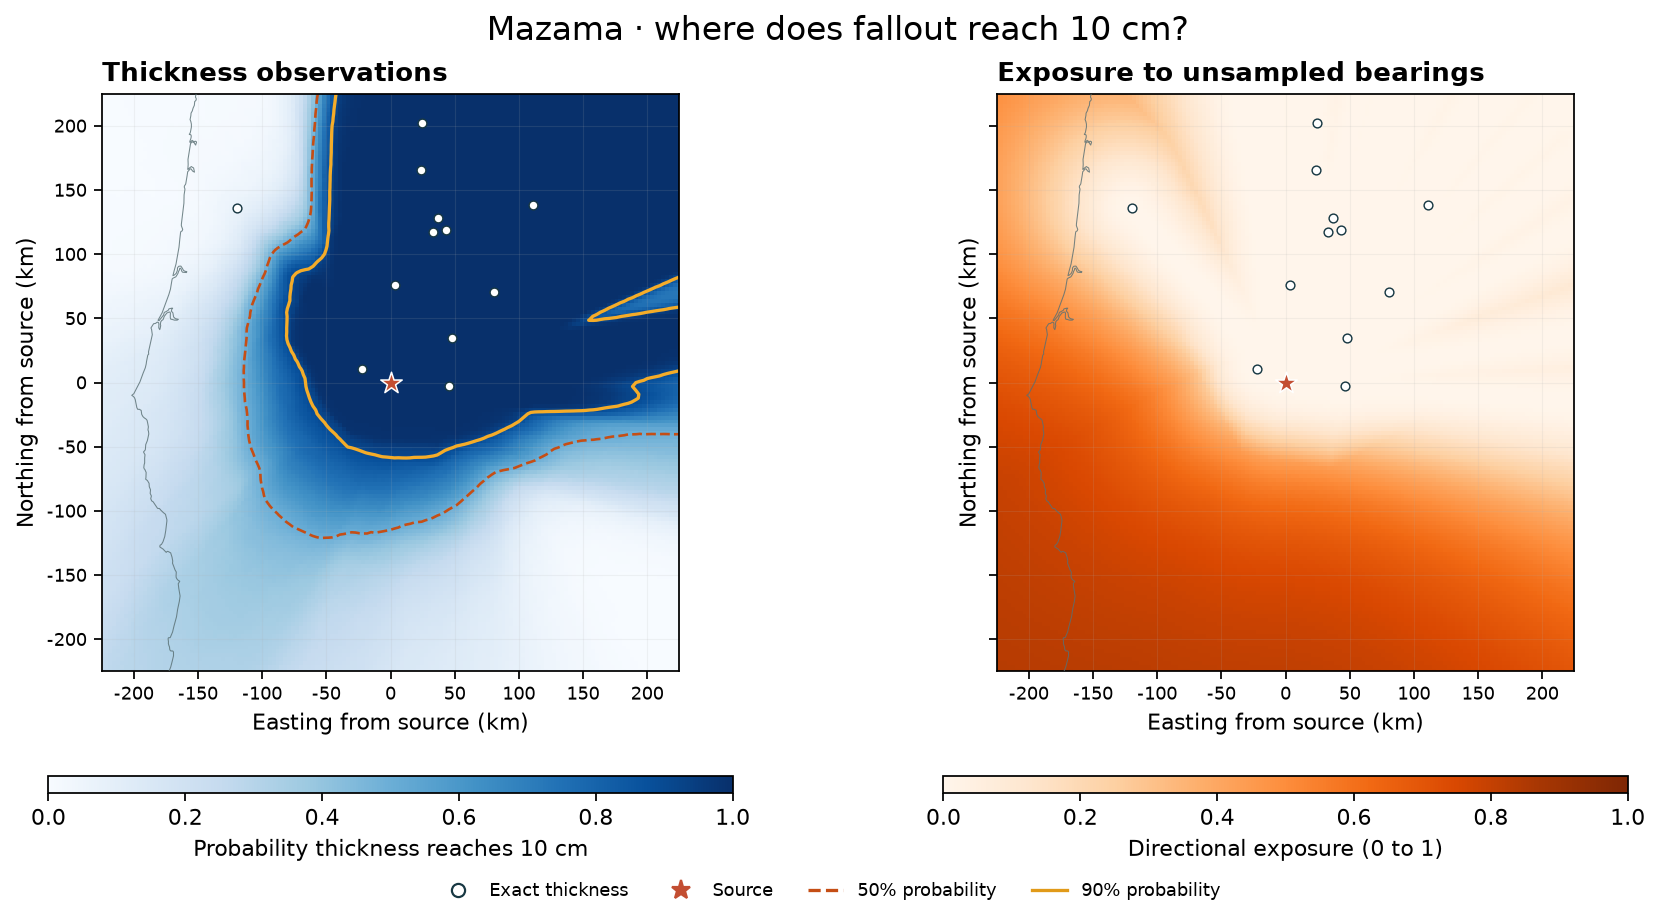 Mazama · where does fallout reach 10 cm?
Thickness observations
Exposure to unsampled bearings
Northing from source (km)
200
150
100
50
0
-50
-100
-150
-200
-200 -150 -100 -50 0 50 100 150 200
Easting from source (km)
Northing from source (km)
-200 -150 -100 -50 0 50 100 150 200
Easting from source (km)
0.0 0.2 0.4 0.6 0.8 1.0
Probability thickness reaches 10 cm
0.0 0.2 0.4 0.6 0.8 1.0
Directional exposure (0 to 1)
Exact thickness Source 50% probability 90% probability